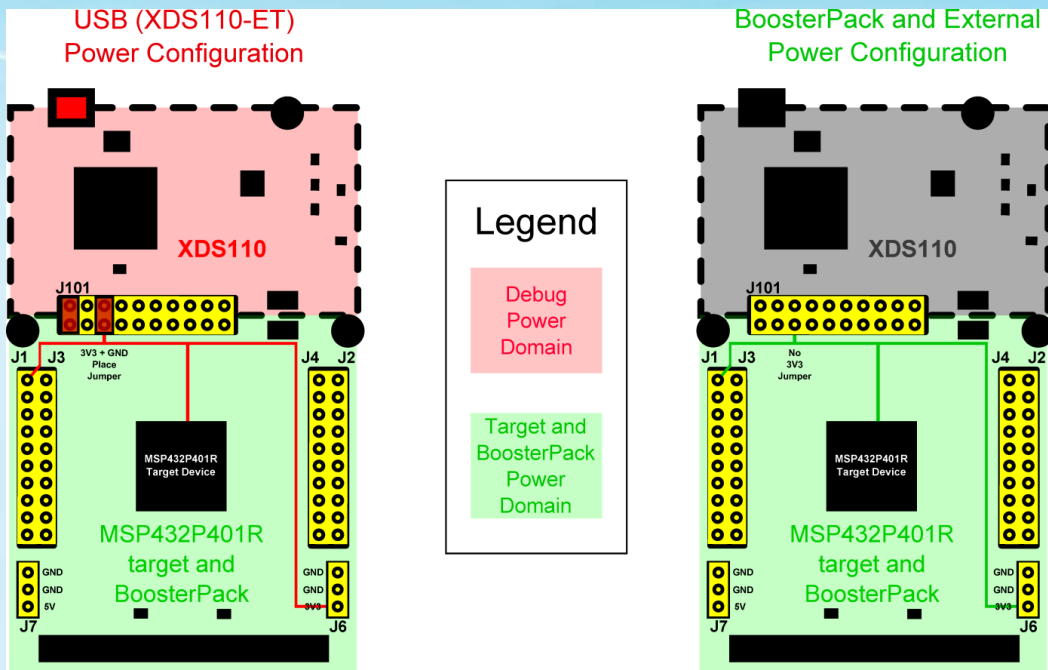 USB (XDS110-ET)
Power Configuration
XDS110
J101
J1 J3
3V3 + GND
Place
Jumper
J4 J2
MSP432P401R
Target Device
MSP432P401R
target and
BoosterPack
GND
GND
5V
J7
GND
GND
3V3
J6
Legend
Debug
Power
Domain
Target and
BoosterPack
Power
Domain
BoosterPack and External
Power Configuration
XDS110
J101
J1 J3
No
3V3
Jumper
J4 J2
MSP432P401R
Target Device
MSP432P401R
target and
BoosterPack
GND
GND
5V
J7
GND
GND
3V3
J6